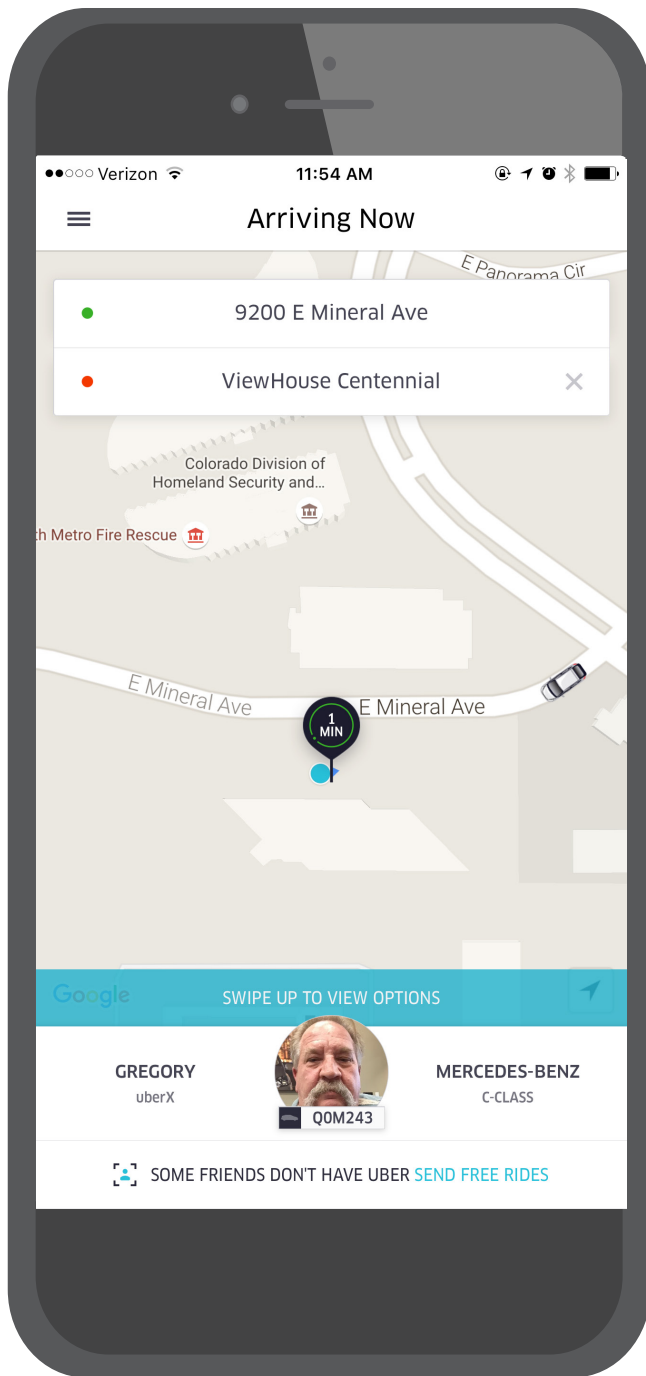 Verizon
11:54 AM
Arriving Now
E Panorama Cir
9200 E Mineral Ave
ViewHouse Centennial
Colorado Division of
Homeland Security and...
th Metro Fire Rescue
E Mineral Ave
E Mineral Ave
1
MIN
Google
SWIPE UP TO VIEW OPTIONS
GREGORY
uberX
MERCEDES-BENZ
C-CLASS
QOM243
SOME FRIENDS DON'T HAVE UBER SEND FREE RIDES